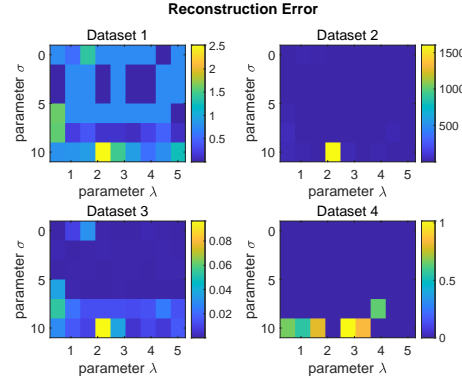 Reconstruction Error
Dataset 1
Dataset 2
0
5
10
parameter σ
1 2 3 4 5
parameter λ
2.5
2
1.5
1
0.5
0
5
10
parameter σ
1 2 3 4 5
parameter λ
1500
1000
500
Dataset 3
Dataset 4
0
5
10
parameter σ
1 2 3 4 5
parameter λ
0.08
0.06
0.04
0.02
0
5
10
parameter σ
1 2 3 4 5
parameter λ
1
0.5
0